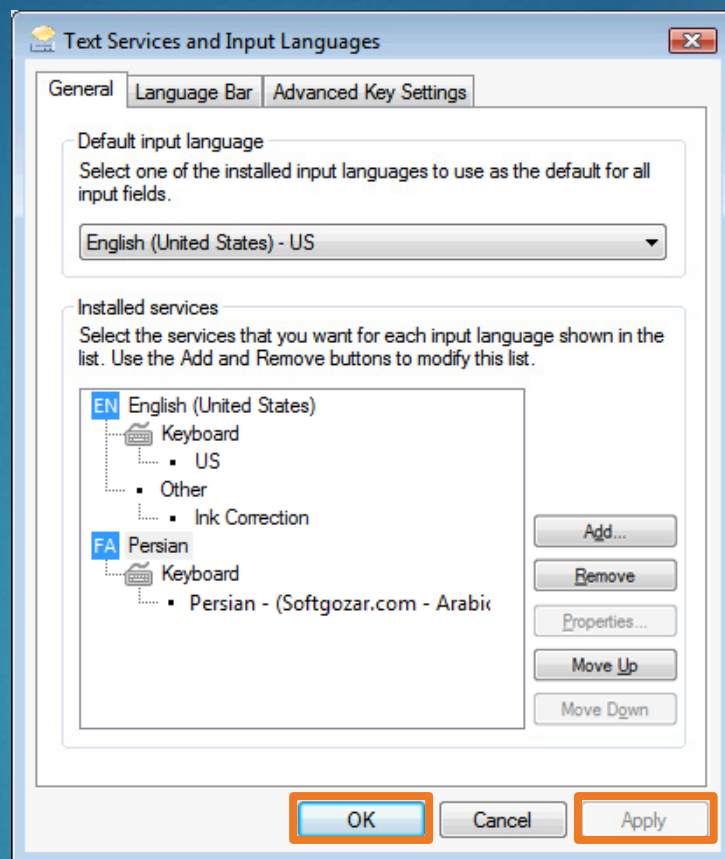 Text Services and Input Languages
General
Language Bar
Advanced Key Settings
Default input language
Select one of the installed input languages to use as the default for all
input fields.
English (United States) - US
Installed services
Select the services that you want for each input language shown in the
list. Use the Add and Remove buttons to modify this list.
EN English (United States)
Keyboard
US
Other
Ink Correction
FA Persian
Keyboard
Persian - (Softgozar.com - Arabic
Add...
Remove
Properties...
Move Up
Move Down
OK
Cancel
Apply